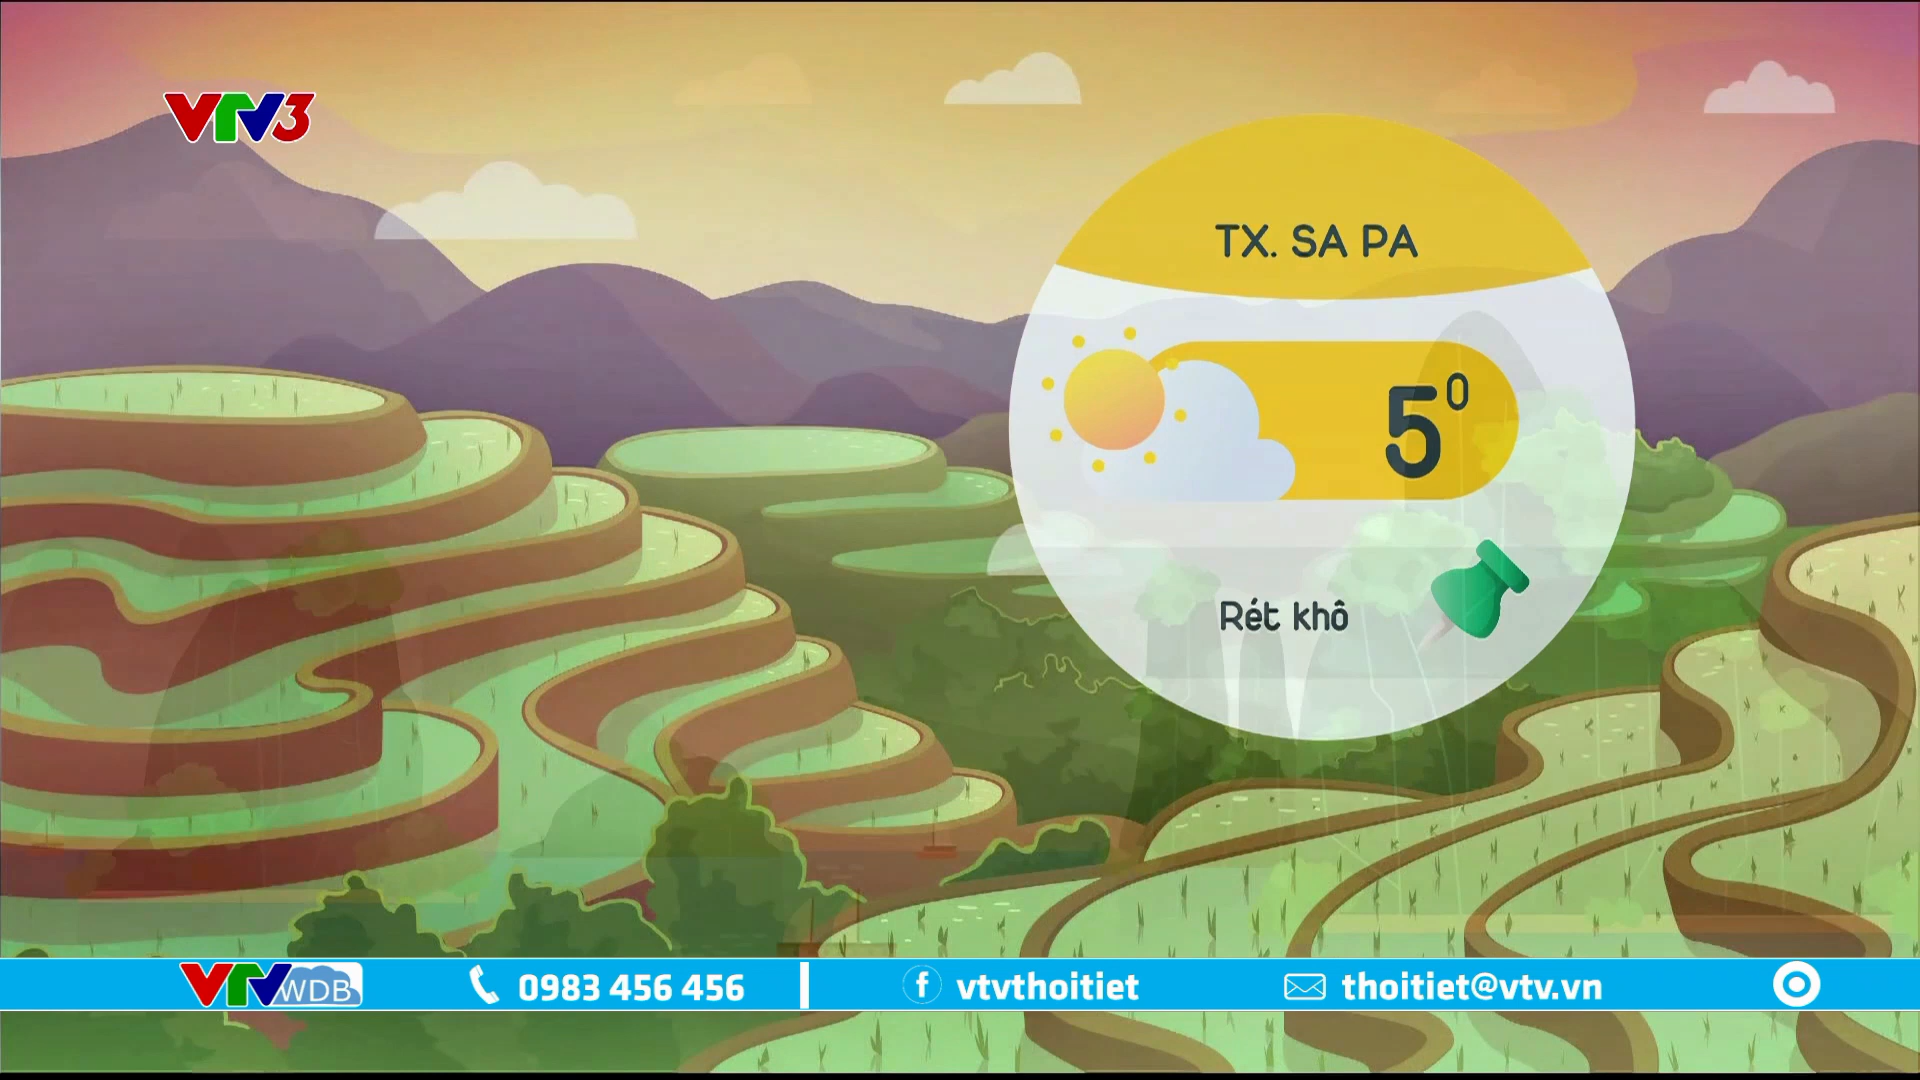 VTV3
TX. SA PA
5⁰
Rét khô
VTV WDB
0983 456 456
vtvthoitiet
thoitiet@vtv.vn